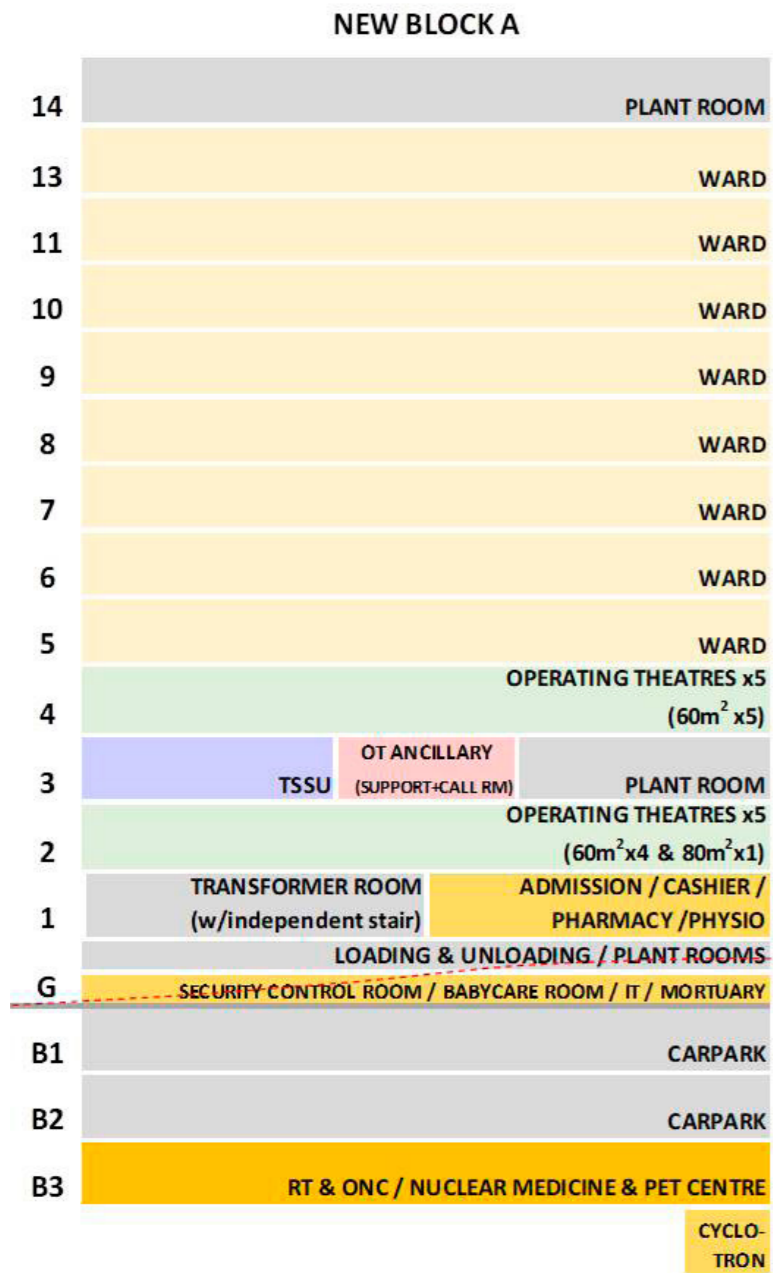 NEW BLOCK A
14 PLANT ROOM
13 WARD
11 WARD
10 WARD
9 WARD
8 WARD
7 WARD
6 WARD
5 WARD
OPERATING THEATRES x5
4 (60m² x5)
OT ANCILLARY
3 TSSU (SUPPORT+CALL RM) PLANT ROOM
OPERATING THEATRES x5
2 (60m²x4 & 80m²x1)
TRANSFORMER ROOM ADMISSION / CASHIER /
1 (w/independent stair) PHARMACY /PHYSIO
LOADING & UNLOADING / PLANT ROOMS
G SECURITY CONTROL ROOM / BABYCARE ROOM / IT / MORTUARY
B1 CARPARK
B2 CARPARK
B3 RT & ONC / NUCLEAR MEDICINE & PET CENTRE
CYCLO-
TRON